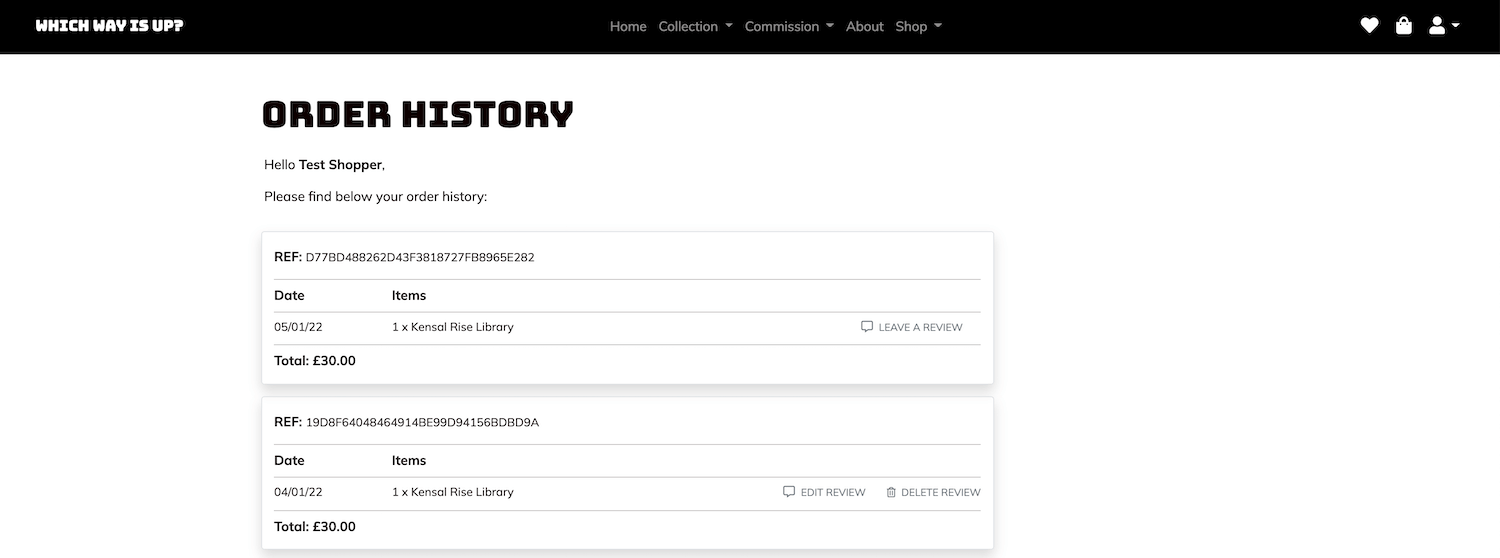 WHICH WAY IS UP?
Home Collection Commission About Shop
ORDER HISTORY
Hello Test Shopper,
Please find below your order history:
REF: D77BD488262D43F3818727FB8965E282
Date Items
05/01/22 1 x Kensal Rise Library LEAVE A REVIEW
Total: £30.00
REF: 19D8F64048464914BE99D94156BDBD9A
Date Items
04/01/22 1 x Kensal Rise Library EDIT REVIEW DELETE REVIEW
Total: £30.00